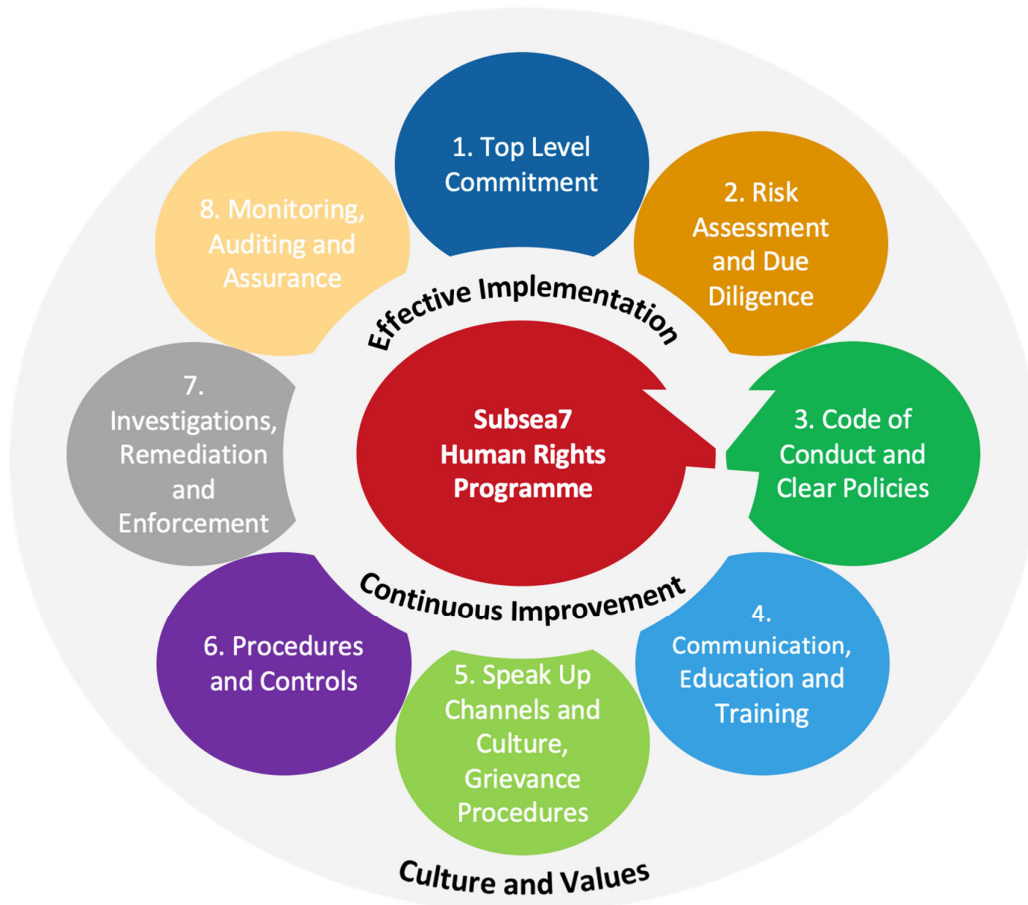 1. Top Level
Commitment
2. Risk
Assessment
and Due
Diligence
3. Code of
Conduct and
Clear Policies
4.
Communication,
Education and
Training
5. Speak Up
Channels and
Culture,
Grievance
Procedures
6. Procedures
and Controls
7.
Investigations,
Remediation
and
Enforcement
8. Monitoring,
Auditing and
Assurance
Effective Implementation
Subsea7
Human Rights
Programme
Continuous Improvement
Culture and Values